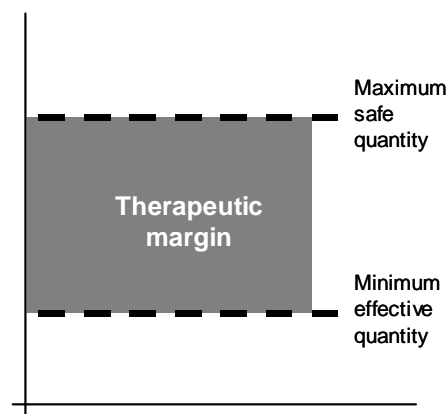 Maximum
safe
quantity
Therapeutic
margin
Minimum
effective
quantity